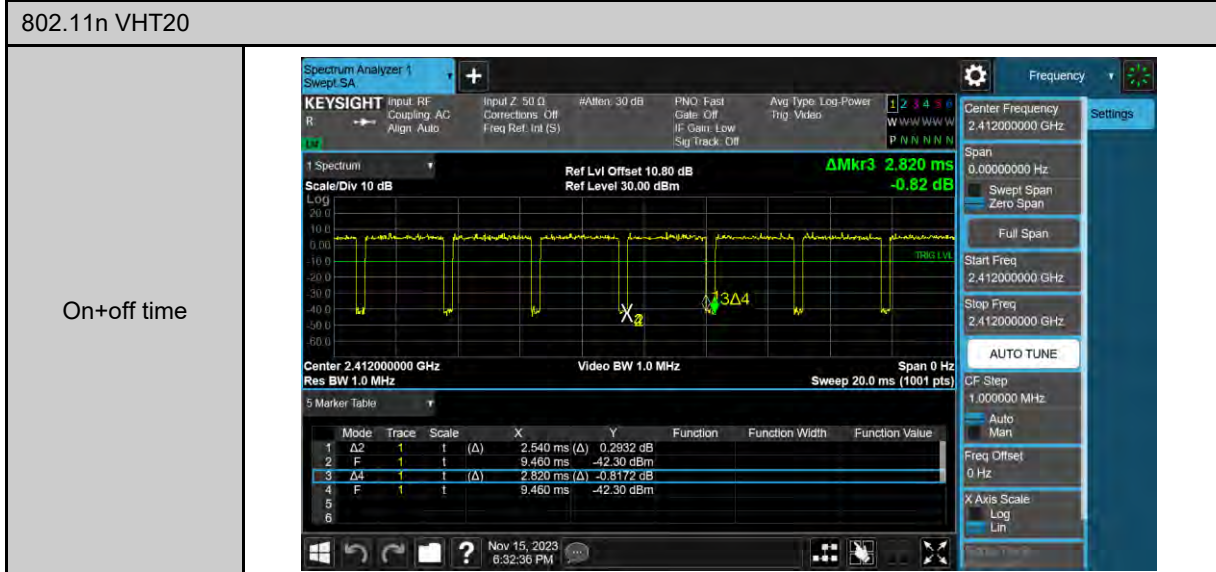 802.11n VHT20
On+off time
Spectrum Analyzer 1
Swept SA
+
Frequency
KEYSIGHT
R
Input: RF
Coupling: AC
Align: Auto
Input Z: 50 Ω
Corrections: Off
Freq Ref: Int (S)
#Atten: 30 dB
PNO: Fast
Gate: Off
IF Gain: Low
Sig Track: Off
Avg Type: Log-Power
Trig: Video
1 2 3 4 5 6
W W W W W W
P N N N N N
1 Spectrum
Scale/Div 10 dB
Ref Lvl Offset 10.80 dB
Ref Level 30.00 dBm
ΔMkr3 2.820 ms
-0.82 dB
Log
20.0
10.0
0.00
-10.0
-20.0
-30.0
-40.0
-50.0
-60.0
TRIG LVL
X2
13Δ4
Center 2.412000000 GHz
Res BW 1.0 MHz
Video BW 1.0 MHz
Span 0 Hz
Sweep 20.0 ms (1001 pts)
5 Marker Table
Mode Trace Scale X Y Function Function Width Function Value
1 Δ2 1 t (Δ) 2.540 ms (Δ) 0.2932 dB
2 F 1 t 9.460 ms -42.30 dBm
3 Δ4 1 t (Δ) 2.820 ms (Δ) -0.8172 dB
4 F 1 t 9.460 ms -42.30 dBm
5
6
Center Frequency
2.412000000 GHz
Settings
Span
0.00000000 Hz
Swept Span
Zero Span
Full Span
Start Freq
2.412000000 GHz
Stop Freq
2.412000000 GHz
AUTO TUNE
CF Step
1.000000 MHz
Auto
Man
Freq Offset
0 Hz
X Axis Scale
Log
Lin
?
Nov 15, 2023
6:32:36 PM